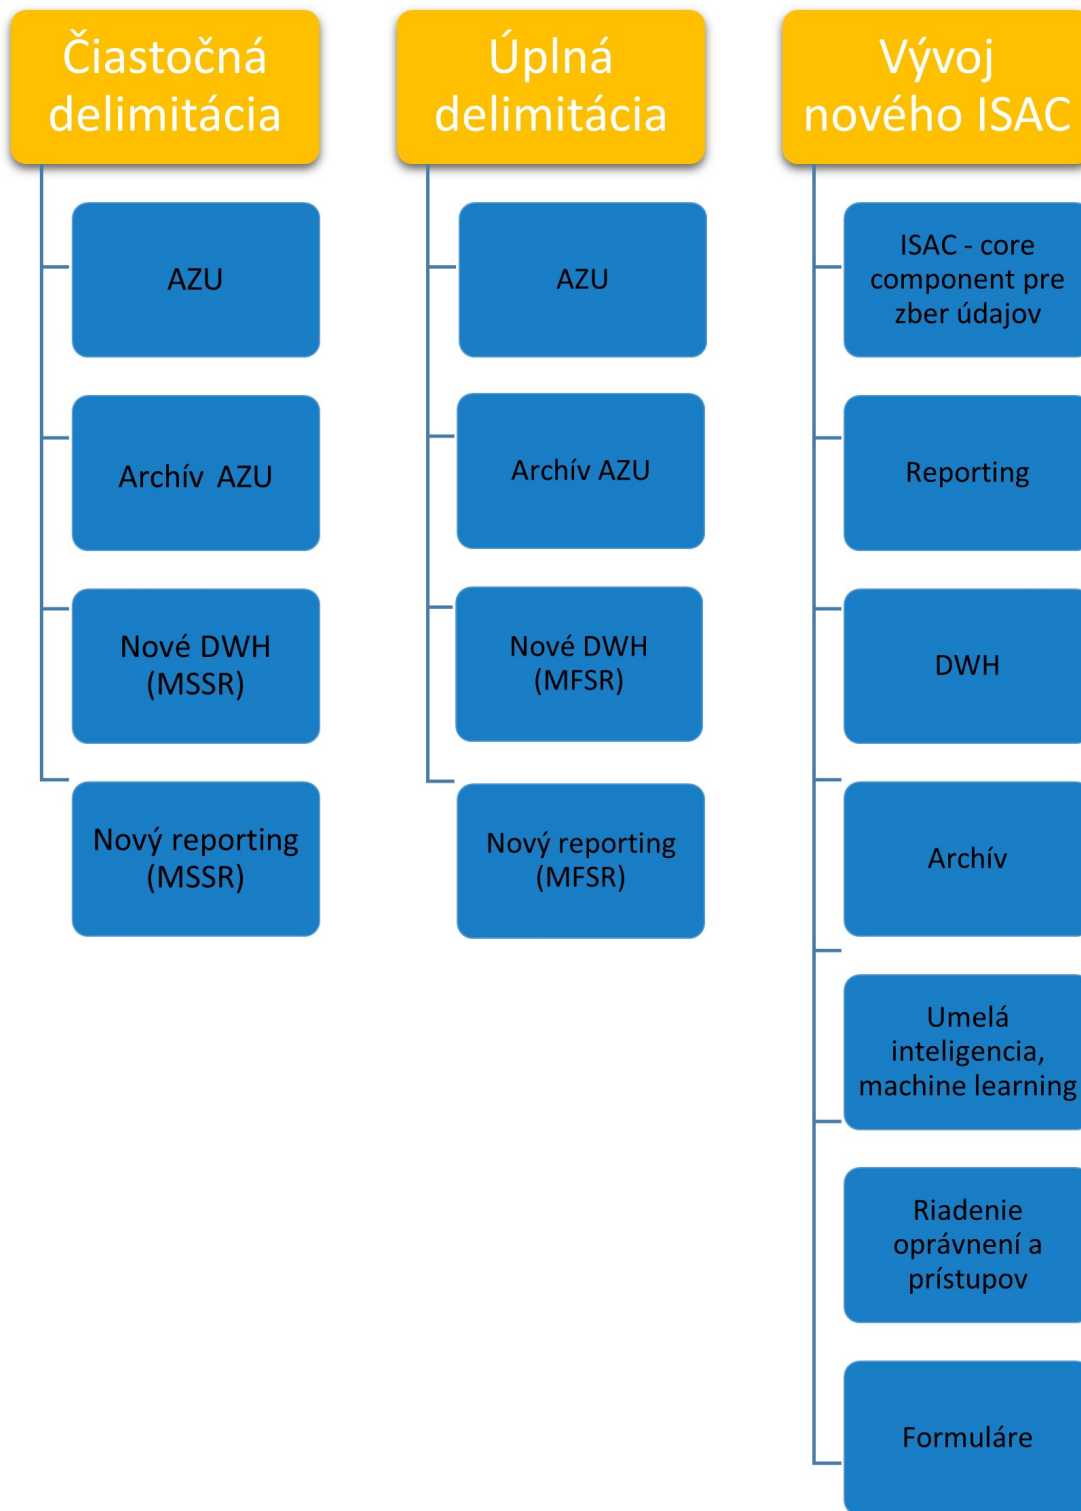 Čiastočná
delimitácia
AZU
Archív AZU
Nové DWH
(MSSR)
Nový reporting
(MSSR)
Úplná
delimitácia
AZU
Archív AZU
Nové DWH
(MFSR)
Nový reporting
(MFSR)
Vývoj
nového ISAC
ISAC - core
component pre
zber údajov
Reporting
DWH
Archív
Umelá
inteligencia,
machine learning
Riadenie
oprávnení a
prístupov
Formuláre